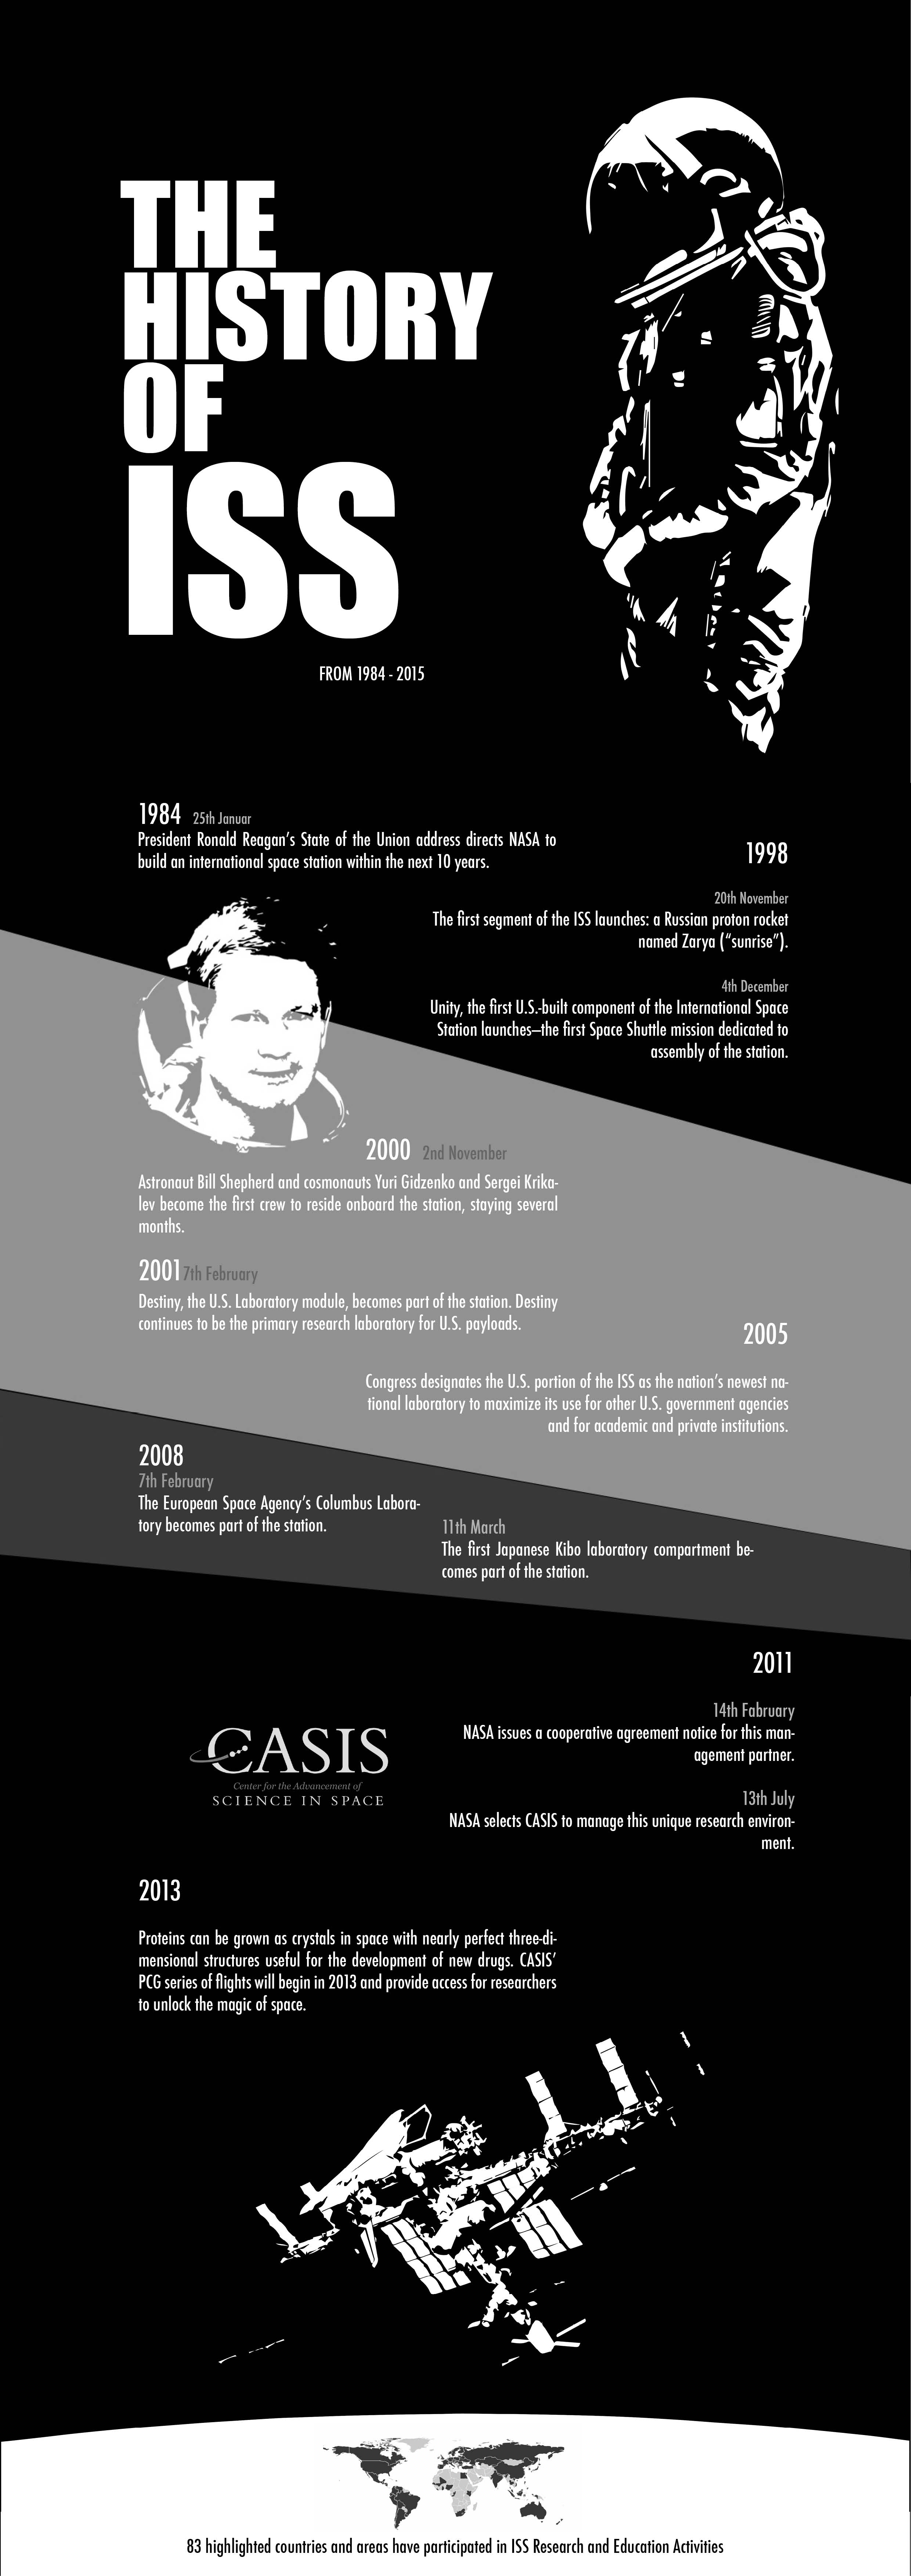 THE
HISTORY
OF
ISS
FROM 1984 - 2015
1984 25th Januar
President Ronald Reagan's State of the Union address directs NASA to
build an international space station within the next 10 years.
1998
20th November
The first segment of the ISS launches: a Russian proton rocket
named Zarya (“sunrise”).
4th December
Unity, the first U.S.-built component of the International Space
Station launches—the first Space Shuttle mission dedicated to
assembly of the station.
2000 2nd November
Astronaut Bill Shepherd and cosmonauts Yuri Gidzenko and Sergei Krika-
lev become the first crew to reside onboard the station, staying several
months.
2001 7th February
Destiny, the U.S. Laboratory module, becomes part of the station. Destiny
continues to be the primary research laboratory for U.S. payloads.
2005
Congress designates the U.S. portion of the ISS as the nation's newest na-
tional laboratory to maximize its use for other U.S. government agencies
and for academic and private institutions.
2008
7th February
The European Space Agency's Columbus Labora-
tory becomes part of the station.
11th March
The first Japanese Kibo laboratory compartment be-
comes part of the station.
2011
14th Fabruary
NASA issues a cooperative agreement notice for this man-
agement partner.
13th July
NASA selects CASIS to manage this unique research environ-
ment.
CASIS
Center for the Advancement of
SCIENCE IN SPACE
2013
Proteins can be grown as crystals in space with nearly perfect three-di-
mensional structures useful for the development of new drugs. CASIS'
PCG series of flights will begin in 2013 and provide access for researchers
to unlock the magic of space.
83 highlighted countries and areas have participated in ISS Research and Education Activities